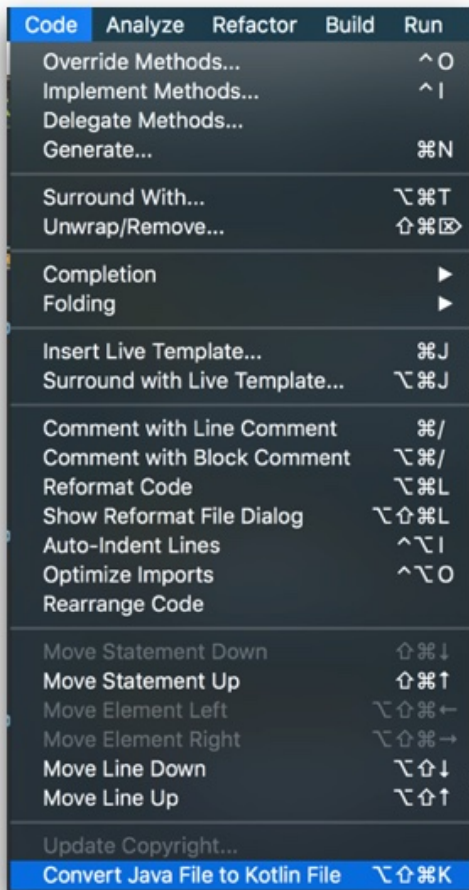 Code Analyze Refactor Build Run
Override Methods... ^O
Implement Methods... ^I
Delegate Methods...
Generate... ⌘N
Surround With... ⌥⌘T
Unwrap/Remove... ⇧⌘⌦
Completion ▶
Folding ▶
Insert Live Template... ⌘J
Surround with Live Template... ⌥⌘J
Comment with Line Comment ⌘/
Comment with Block Comment ⌥⌘/
Reformat Code ⌥⌘L
Show Reformat File Dialog ⌥⇧⌘L
Auto-Indent Lines ^⌥I
Optimize Imports ^⌥O
Rearrange Code
Move Statement Down ⇧⌘↓
Move Statement Up ⇧⌘↑
Move Element Left ⌥⇧⌘←
Move Element Right ⌥⇧⌘→
Move Line Down ⌥⇧↓
Move Line Up ⌥⇧↑
Update Copyright...
Convert Java File to Kotlin File ⌥⇧⌘K